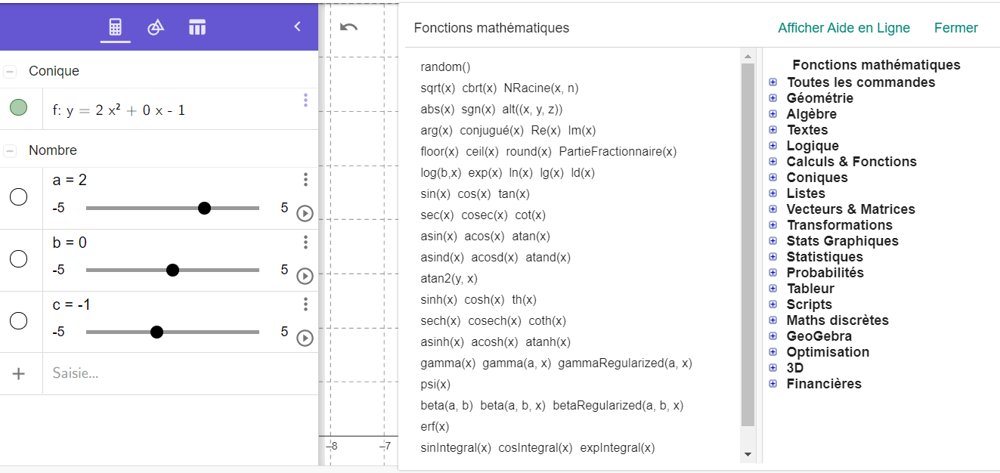 Conique
f: y = 2 x² + 0 x - 1
Nombre
a = 2
-5 5
b = 0
-5 5
c = -1
-5 5
+ Saisie...
–8 –7
Fonctions mathématiques
Afficher Aide en Ligne Fermer
random()
sqrt(x) cbrt(x) NRacine(x, n)
abs(x) sgn(x) alt((x, y, z))
arg(x) conjugué(x) Re(x) Im(x)
floor(x) ceil(x) round(x) PartieFractionnaire(x)
log(b,x) exp(x) ln(x) lg(x) ld(x)
sin(x) cos(x) tan(x)
sec(x) cosec(x) cot(x)
asin(x) acos(x) atan(x)
asind(x) acosd(x) atand(x)
atan2(y, x)
sinh(x) cosh(x) th(x)
sech(x) cosech(x) coth(x)
asinh(x) acosh(x) atanh(x)
gamma(x) gamma(a, x) gammaRegularized(a, x)
psi(x)
beta(a, b) beta(a, b, x) betaRegularized(a, b, x)
erf(x)
sinIntegral(x) cosIntegral(x) expIntegral(x)
Fonctions mathématiques
Toutes les commandes
Géométrie
Algèbre
Textes
Logique
Calculs & Fonctions
Coniques
Listes
Vecteurs & Matrices
Transformations
Stats Graphiques
Statistiques
Probabilités
Tableur
Scripts
Maths discrètes
GeoGebra
Optimisation
3D
Financières